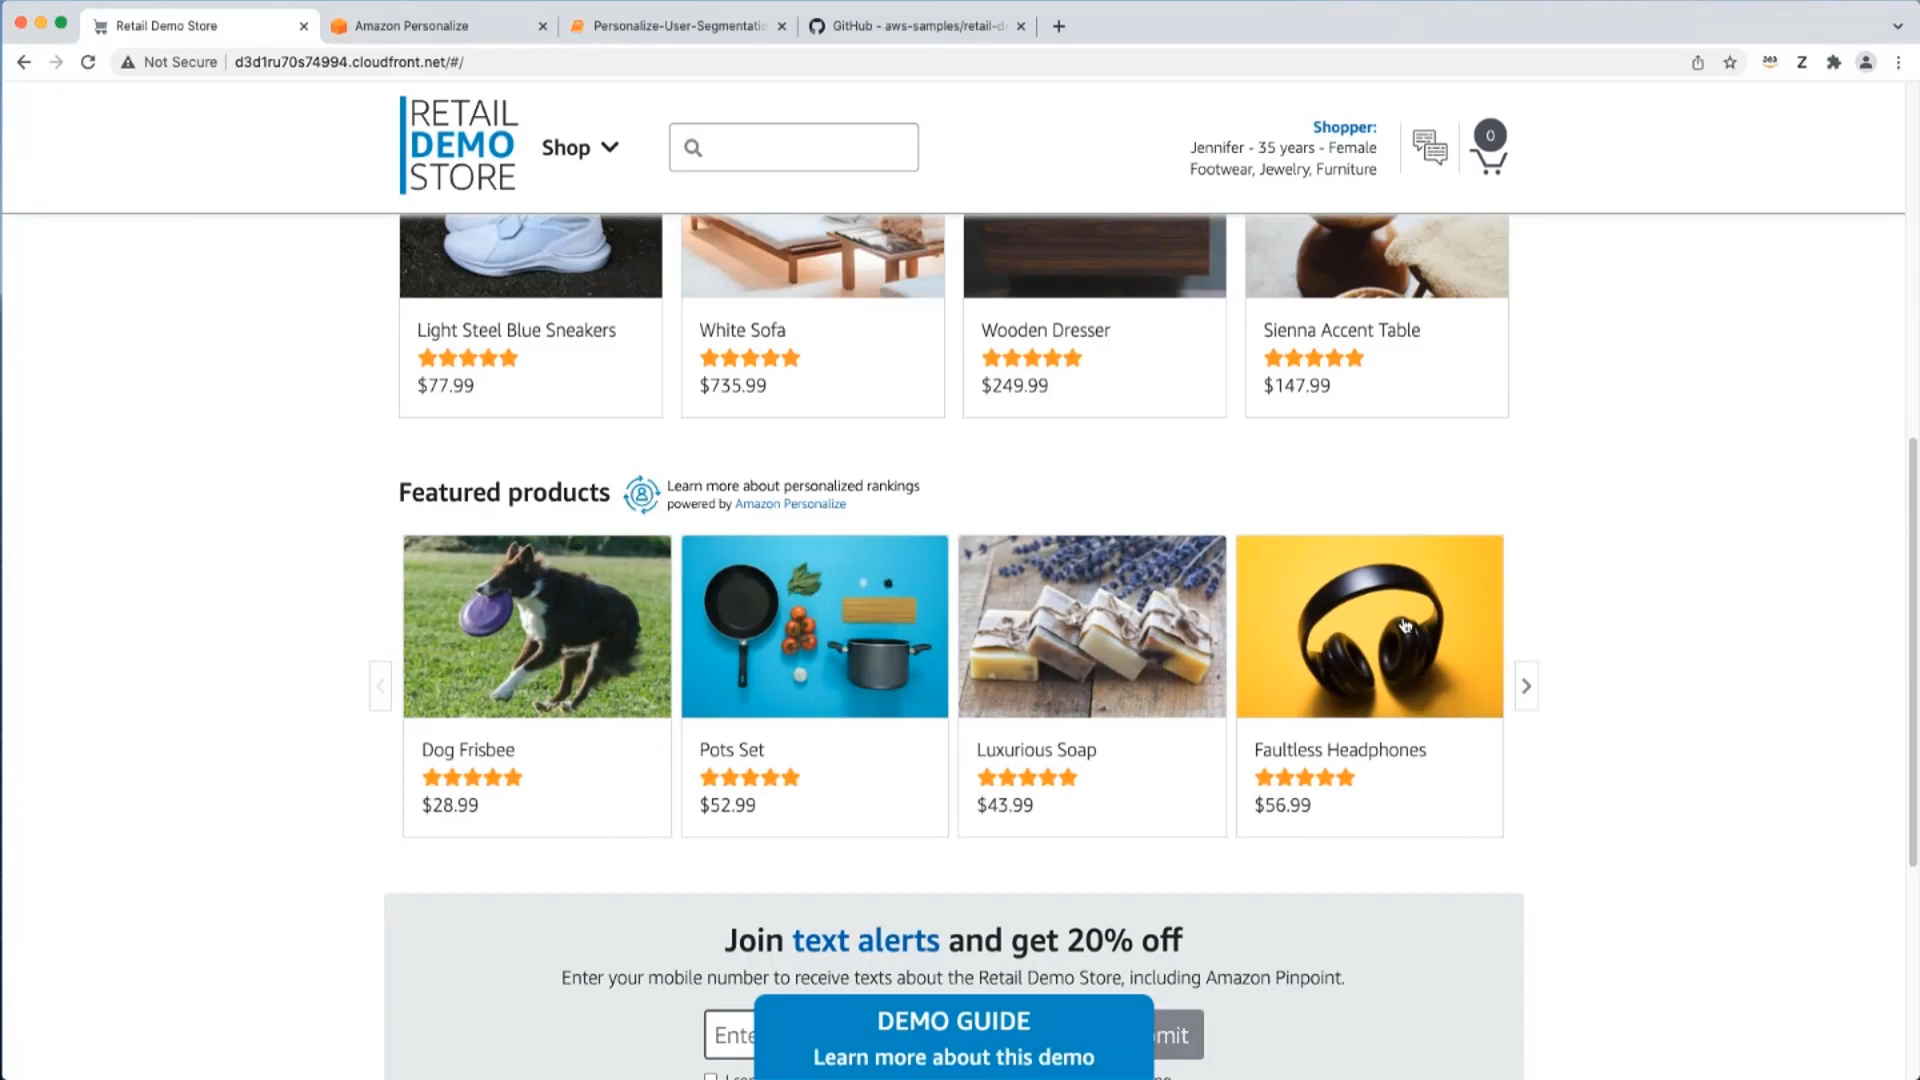 Retail Demo Store
Amazon Personalize
Personalize-User-Segmentatio
GitHub - aws-samples/retail-d
Not Secure
d3d1ru70s74994.cloudfront.net/#/
Z
RETAIL
DEMO
STORE
Shop
Shopper:
Jennifer - 35 years - Female
Footwear, Jewelry, Furniture
0
Light Steel Blue Sneakers
White Sofa
Wooden Dresser
Sienna Accent Table
$77.99
$735.99
$249.99
$147.99
Featured products
Learn more about personalized rankings
powered by Amazon Personalize
Dog Frisbee
Pots Set
Luxurious Soap
Faultless Headphones
$28.99
$52.99
$43.99
$56.99
Join text alerts and get 20% off
Enter your mobile number to receive texts about the Retail Demo Store, including Amazon Pinpoint.
Ente
mit
DEMO GUIDE
Learn more about this demo